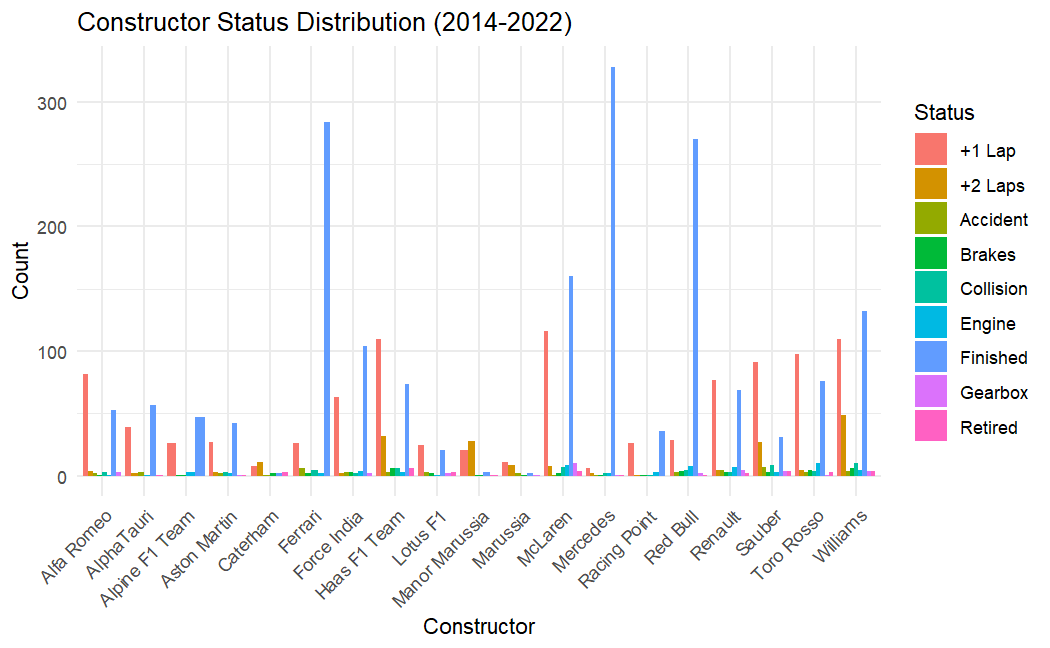 Constructor Status Distribution (2014-2022)
Count
300
200
100
0
Alfa Romeo
AlphaTauri
Alpine F1 Team
Aston Martin
Caterham
Ferrari
Force India
Haas F1 Team
Lotus F1
Manor Marussia
Marussia
McLaren
Mercedes
Racing Point
Red Bull
Renault
Sauber
Toro Rosso
Williams
Constructor
Status
+1 Lap
+2 Laps
Accident
Brakes
Collision
Engine
Finished
Gearbox
Retired